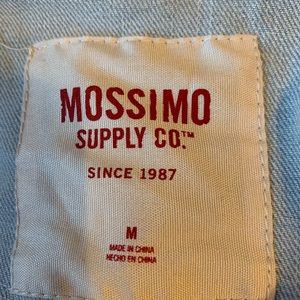 MOSSIMO
SUPPLY CO.™
SINCE 1987
M
MADE IN CHINA
HECHO EN CHINA